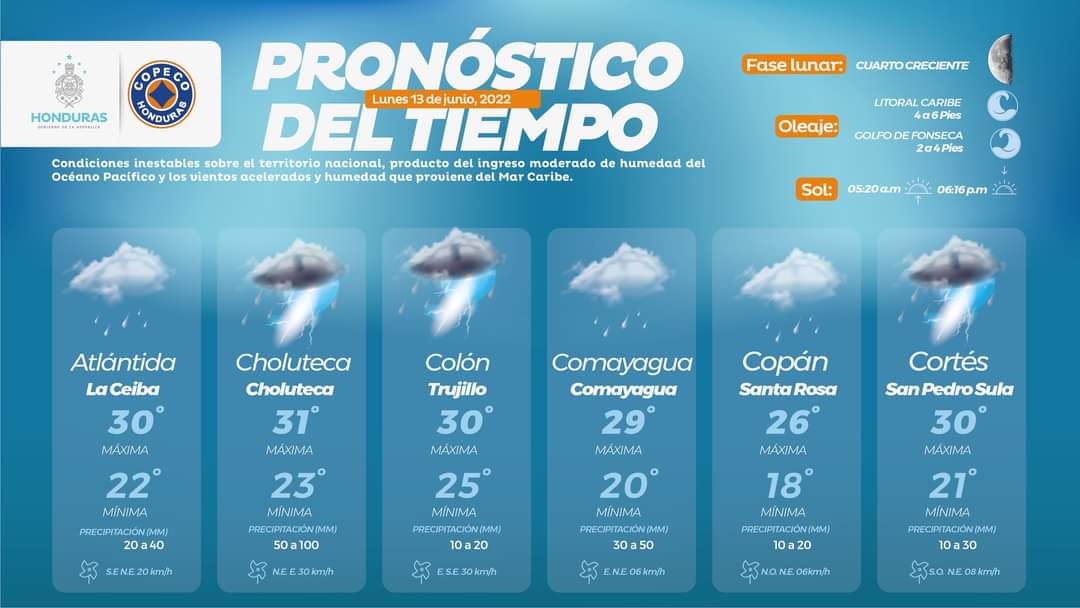 HONDURAS
GOBIERNO DE LA REPÚBLICA
COPECO
HONDURAS
PRONÓSTICO
Lunes 13 de junio, 2022
DEL TIEMPO
Condiciones inestables sobre el territorio nacional, producto del ingreso moderado de humedad del
Océano Pacífico y los vientos acelerados y humedad que proviene del Mar Caribe.
Fase lunar: CUARTO CRECIENTE
Oleaje:
LITORAL CARIBE
4 a 6 Pies
GOLFO DE FONSECA
2 a 4 Pies
Sol: 05:20 a.m 06:16 p.m
Atlántida
La Ceiba
30°
MÁXIMA
22°
MÍNIMA
PRECIPITACIÓN (MM)
20 a 40
S.E N.E. 20 km/h
Choluteca
Choluteca
31°
MÁXIMA
23°
MÍNIMA
PRECIPITACIÓN (MM)
50 a 100
N.E. E. 30 km/h
Colón
Trujillo
30°
MÁXIMA
25°
MÍNIMA
PRECIPITACIÓN (MM)
10 a 20
E. S.E. 30 km/h
Comayagua
Comayagua
29°
MÁXIMA
20°
MÍNIMA
PRECIPITACIÓN (MM)
30 a 50
E. N.E. 06 km/h
Copán
Santa Rosa
26°
MÁXIMA
18°
MÍNIMA
PRECIPITACIÓN (MM)
10 a 20
N.O. N.E. 06km/h
Cortés
San Pedro Sula
30°
MÁXIMA
21°
MÍNIMA
PRECIPITACIÓN (MM)
10 a 30
S.O. N.E. 08 km/h